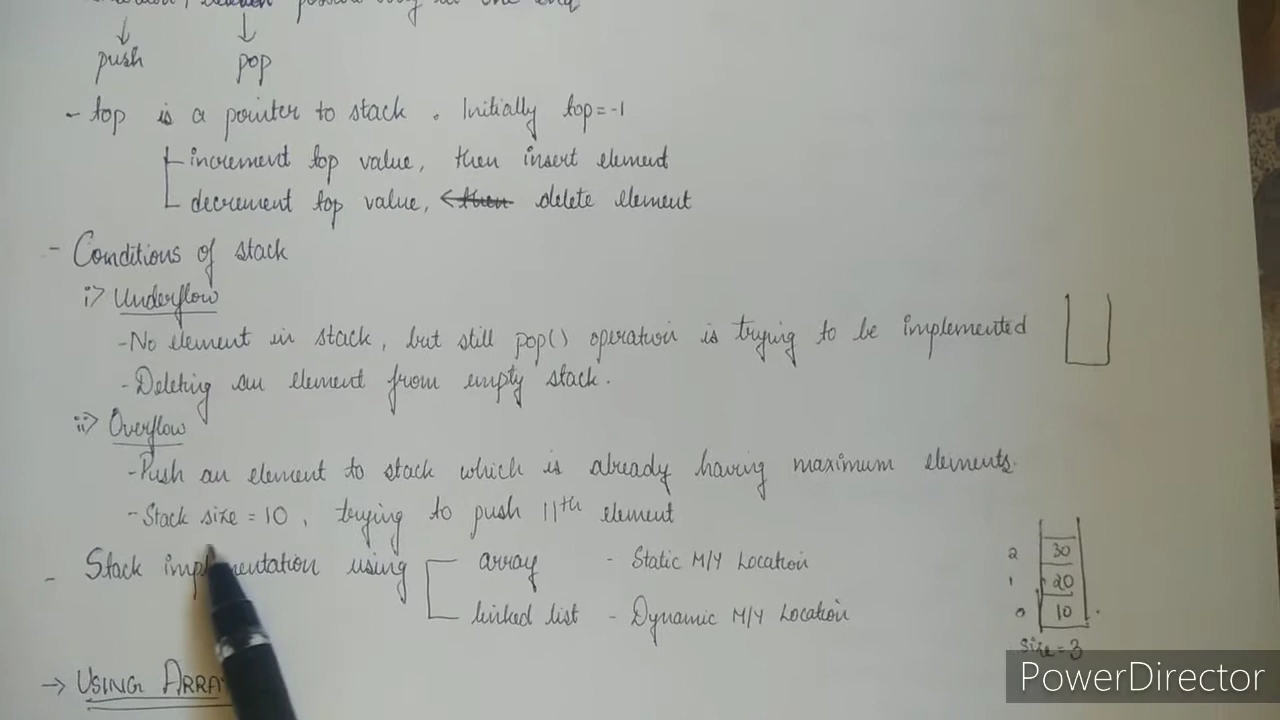 push pop
- top is a pointer to stack . Initially top = -1
increment top value, then insert element
decrement top value, then delete element
- Conditions of stack
i> Underflow
- No element in stack, but still pop() operation is trying to be implemented
- Deleting an element from empty stack.
ii> Overflow
- Push an element to stack which is already having maximum elements.
- Stack size = 10 , trying to push 11th element
- Stack implementation using
array - Static M/Y Location
linked list - Dynamic M/Y Location
2 30
1 20
0 10
size = 3
→ USING ARRA
PowerDirector